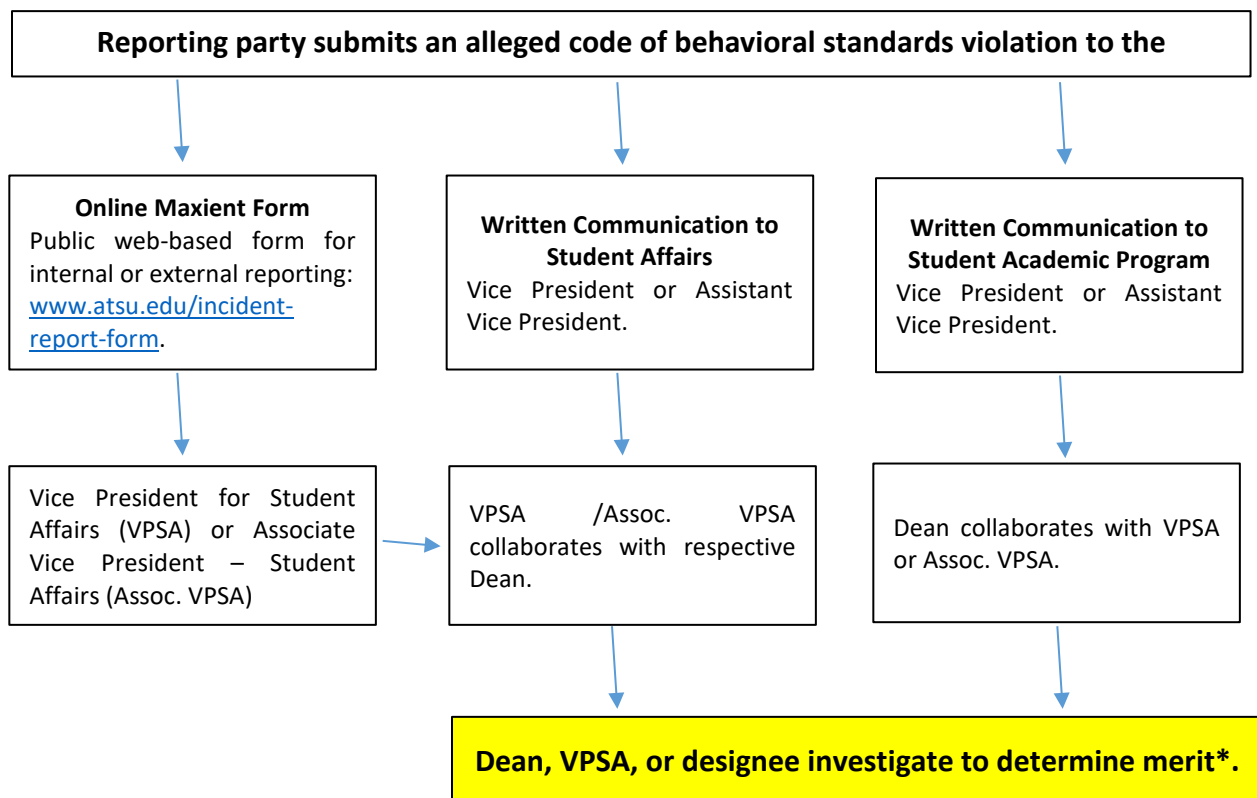 Reporting party submits an alleged code of behavioral standards violation to the
Online Maxient Form
Public web-based form for
internal or external reporting:
www.atsu.edu/incident-
report-form.
Written Communication to
Student Affairs
Vice President or Assistant
Vice President.
Written Communication to
Student Academic Program
Vice President or Assistant
Vice President.
Vice President for Student
Affairs (VPSA) or Associate
Vice President – Student
Affairs (Assoc. VPSA)
VPSA /Assoc. VPSA
collaborates with respective
Dean.
Dean collaborates with VPSA
or Assoc. VPSA.
Dean, VPSA, or designee investigate to determine merit*.